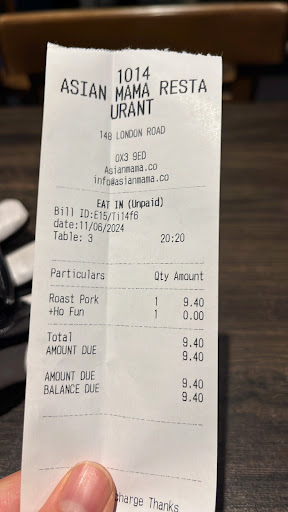 1014
ASIAN MAMA RESTA
URANT
148 LONDON ROAD
OX3 9ED
Asianmama.co
info@asianmama.co
EAT IN (Unpaid)
Bill ID:E15/Ti14f6
date:11/06/2024
Table: 3 20:20
Particulars Qty Amount
Roast Pork 1 9.40
+Ho Fun 1 0.00
Total 9.40
AMOUNT DUE 9.40
AMOUNT DUE 9.40
BALANCE DUE 9.40
charge Thanks